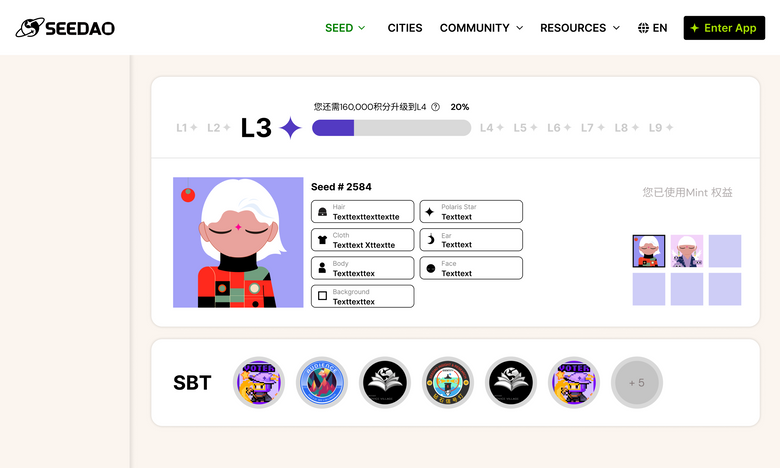 SEEDAO
SEED
CITIES
COMMUNITY
RESOURCES
EN
Enter App
您还需160,000积分升级到L4
20%
L1
L2
L3
L4
L5
L6
L7
L8
L9
Seed # 2584
您已使用Mint 权益
Hair
Texttexttexttextte
Polaris Star
Texttext
Cloth
Texttext Xttextte
Ear
Texttext
Body
Texttexttex
Face
Texttext
Background
Texttexttex
SBT
VOTER
VOTER
+ 5